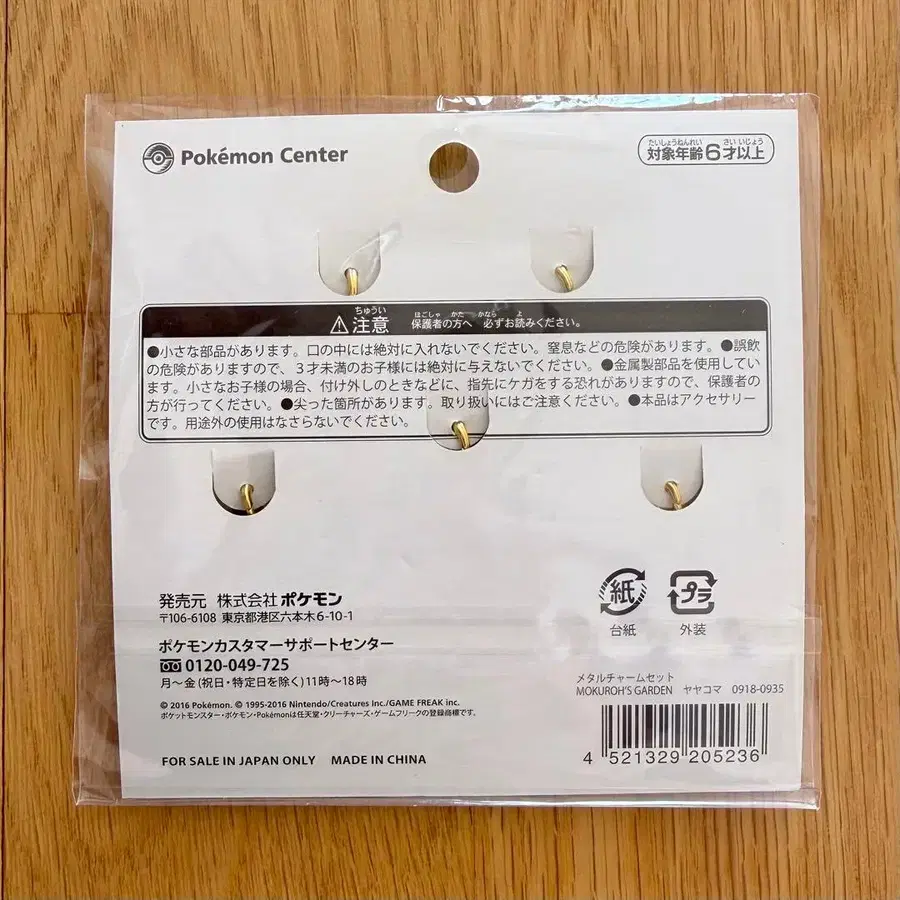 Pokémon Center
たいしょうねんれい さい いじょう
対象年齢6才以上
ちゅうい ほごしゃ かた かなら よ
⚠注意 保護者の方へ 必ずお読みください。
●小さな部品があります。口の中には絶対に入れないでください。窒息などの危険があります。●誤飲
の危険がありますので、3才未満のお子様には絶対に与えないでください。●金属製部品を使用してい
ます。小さなお子様の場合、付け外しのときなどに、指先にケガをする恐れがありますので、保護者の
方が行ってください。●尖った箇所があります。取り扱いにはご注意ください。●本品はアクセサリー
です。用途外の使用はなさらないでください。
発売元 株式会社ポケモン
〒106-6108 東京都港区六本木6-10-1
ポケモンカスタマーサポートセンター
0120-049-725
月〜金(祝日・特定日を除く)11時〜18時
© 2016 Pokémon. © 1995-2016 Nintendo/Creatures Inc./GAME FREAK inc.
ポケットモンスター・ポケモン・Pokémonは任天堂・クリーチャーズ・ゲームフリークの登録商標です。
FOR SALE IN JAPAN ONLY MADE IN CHINA
紙 プラ
台紙 外装
メタルチャームセット
MOKUROH'S GARDEN ヤヤコマ 0918-0935
4 521329 205236